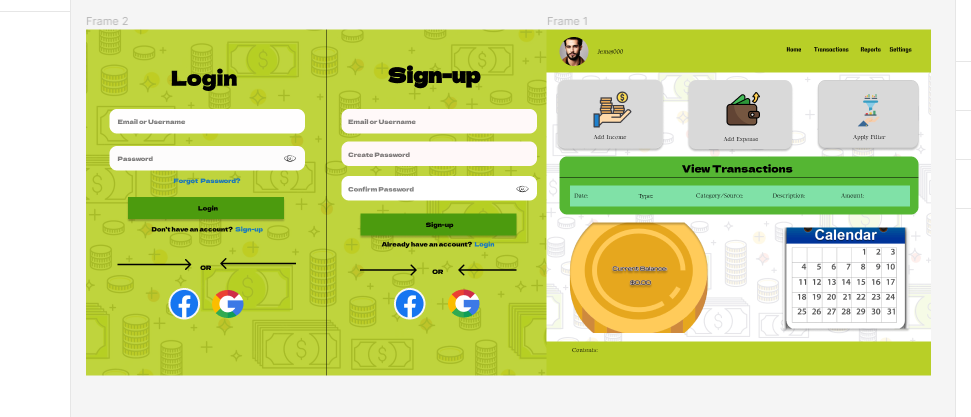 Frame 2
Login
Email or Username
Password
Forgot Password?
Login
Don't have an account? Sign-up
OR
Sign-up
Email or Username
Create Password
Confirm Password
Sign-up
Already have an account? Login
OR
Frame 1
Home Transactions Reports Settings
Add Income
Add Expense
Apply Filter
View Transactions
Date: Type: Category/Source: Description: Amount:
Current Balance
$0.00
Calendar
1 2 3
4 5 6 7 8 9 10
11 12 13 14 15 16 17
18 19 20 21 22 23 24
25 26 27 28 29 30 31